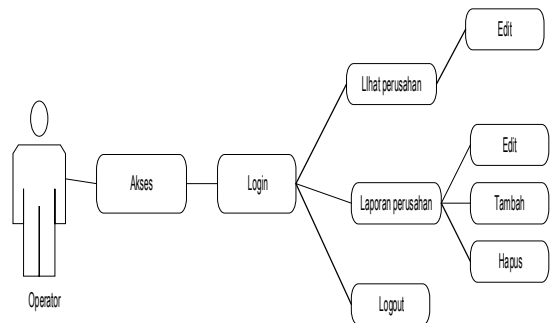 Edit
LIhat perusahan
Edit
Akses
Login
Laporan perusahan
Tambah
Hapus
Operator
Logout